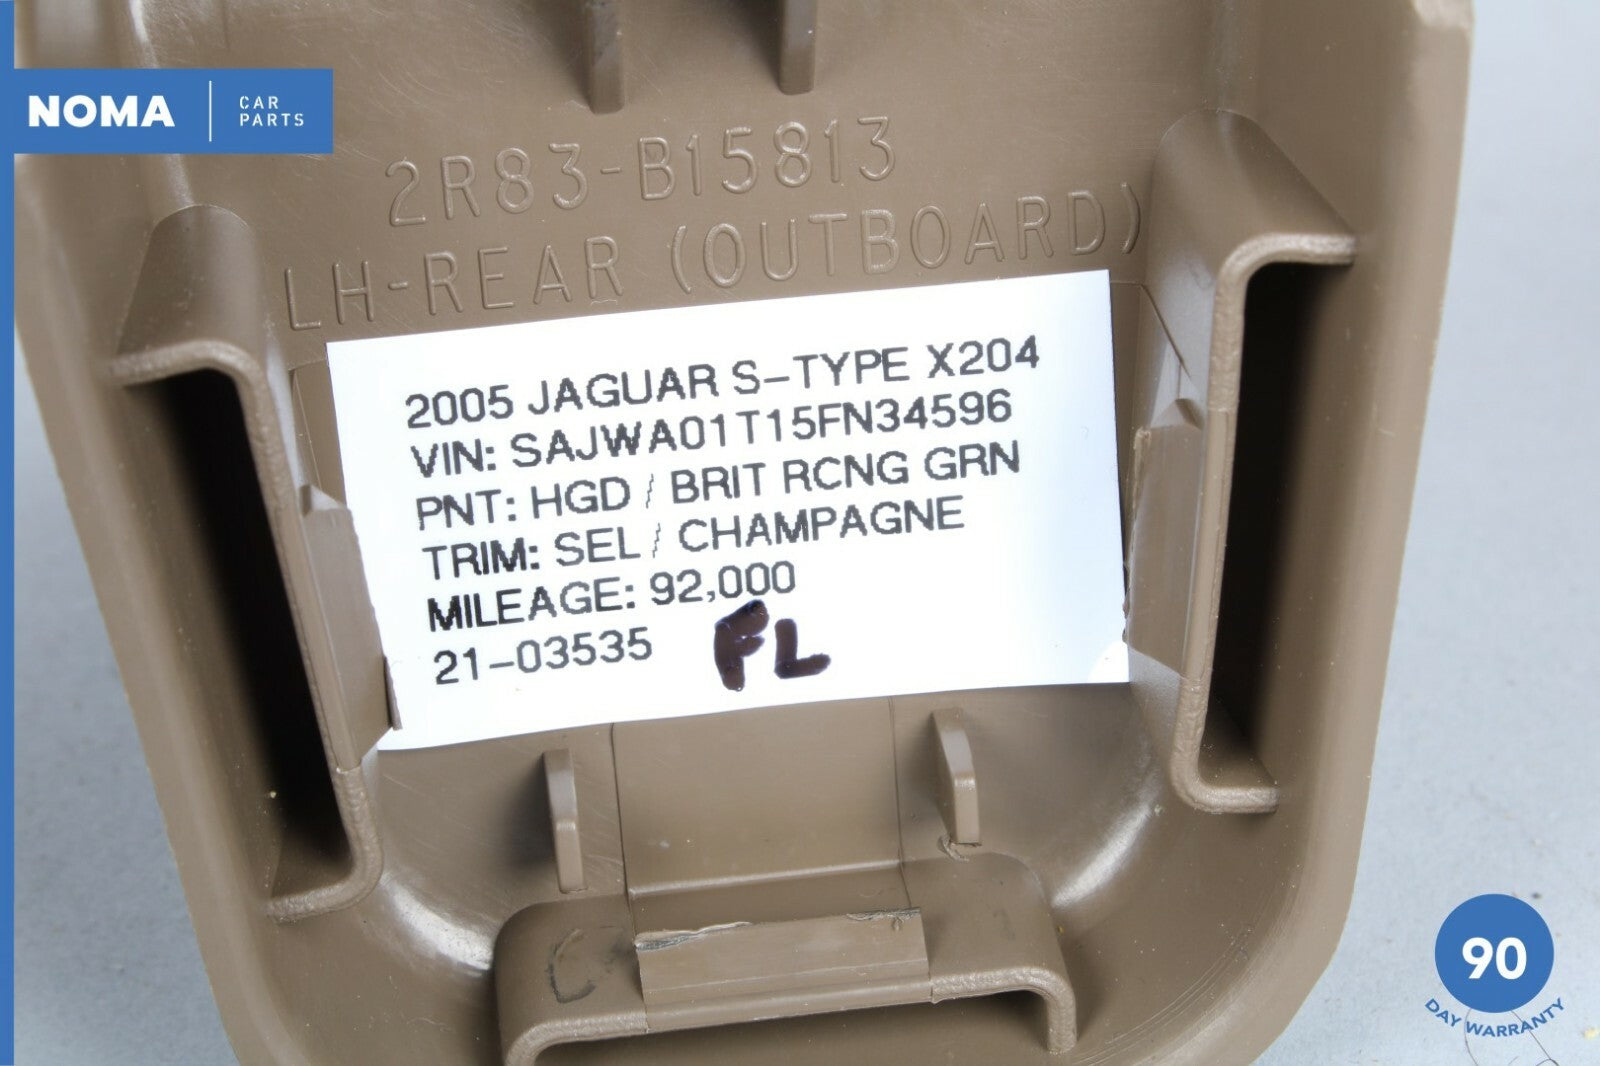 NOMA
CAR
PARTS
2R83-B15813
LH-REAR (OUTBOARD)
2005 JAGUAR S-TYPE X204
VIN: SAJWA01T15FN34596
PNT: HGD / BRIT RCNG GRN
TRIM: SEL / CHAMPAGNE
MILEAGE: 92,000
21-03535 FL
C
90
DAY WARRANTY